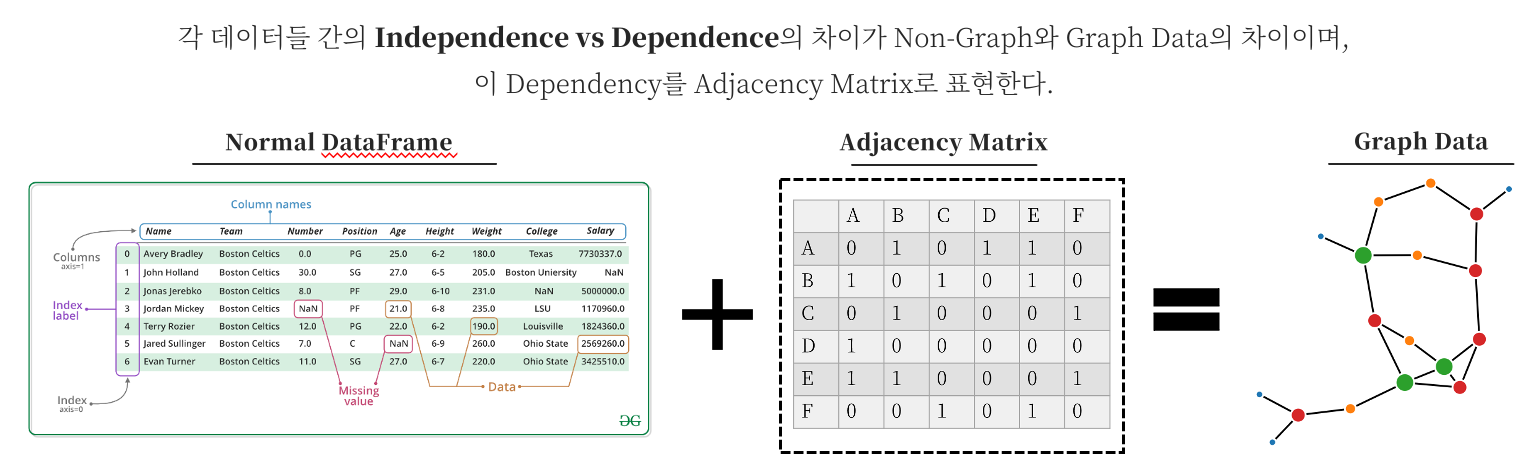 각 데이터들 간의 Independence vs Dependence의 차이가 Non-Graph와 Graph Data의 차이이며,
이 Dependency를 Adjacency Matrix로 표현한다.
Normal DataFrame
Column names
Name Team Number Position Age Height Weight College Salary
Columns
axis=1
0 Avery Bradley Boston Celtics 0.0 PG 25.0 6-2 180.0 Texas 7730337.0
1 John Holland Boston Celtics 30.0 SG 27.0 6-5 205.0 Boston Uniersity NaN
2 Jonas Jerebko Boston Celtics 8.0 PF 29.0 6-10 231.0 NaN 5000000.0
Index
label
3 Jordan Mickey Boston Celtics NaN PF 21.0 6-8 235.0 LSU 1170960.0
4 Terry Rozier Boston Celtics 12.0 PG 22.0 6-2 190.0 Louisville 1824360.0
5 Jared Sullinger Boston Celtics 7.0 C NaN 6-9 260.0 Ohio State 2569260.0
6 Evan Turner Boston Celtics 11.0 SG 27.0 6-7 220.0 Ohio State 3425510.0
Missing
value
Data
Index
axis=0
Adjacency Matrix
A B C D E F
A 0 1 0 1 1 0
B 1 0 1 0 1 0
C 0 1 0 0 0 1
D 1 0 0 0 0 0
E 1 1 0 0 0 1
F 0 0 1 0 1 0
Graph Data